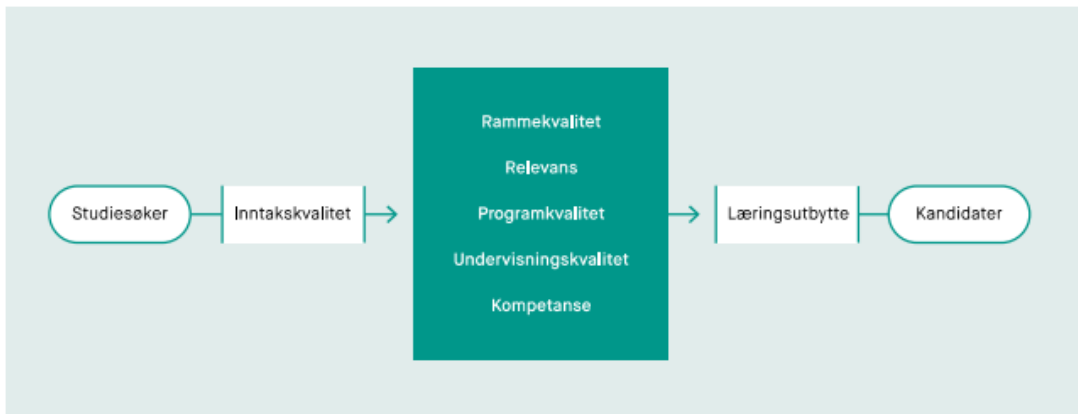 Studiesøker
Inntakskvalitet
Rammekvalitet
Relevans
Programkvalitet
Undervisningskvalitet
Kompetanse
Læringsutbytte
Kandidater